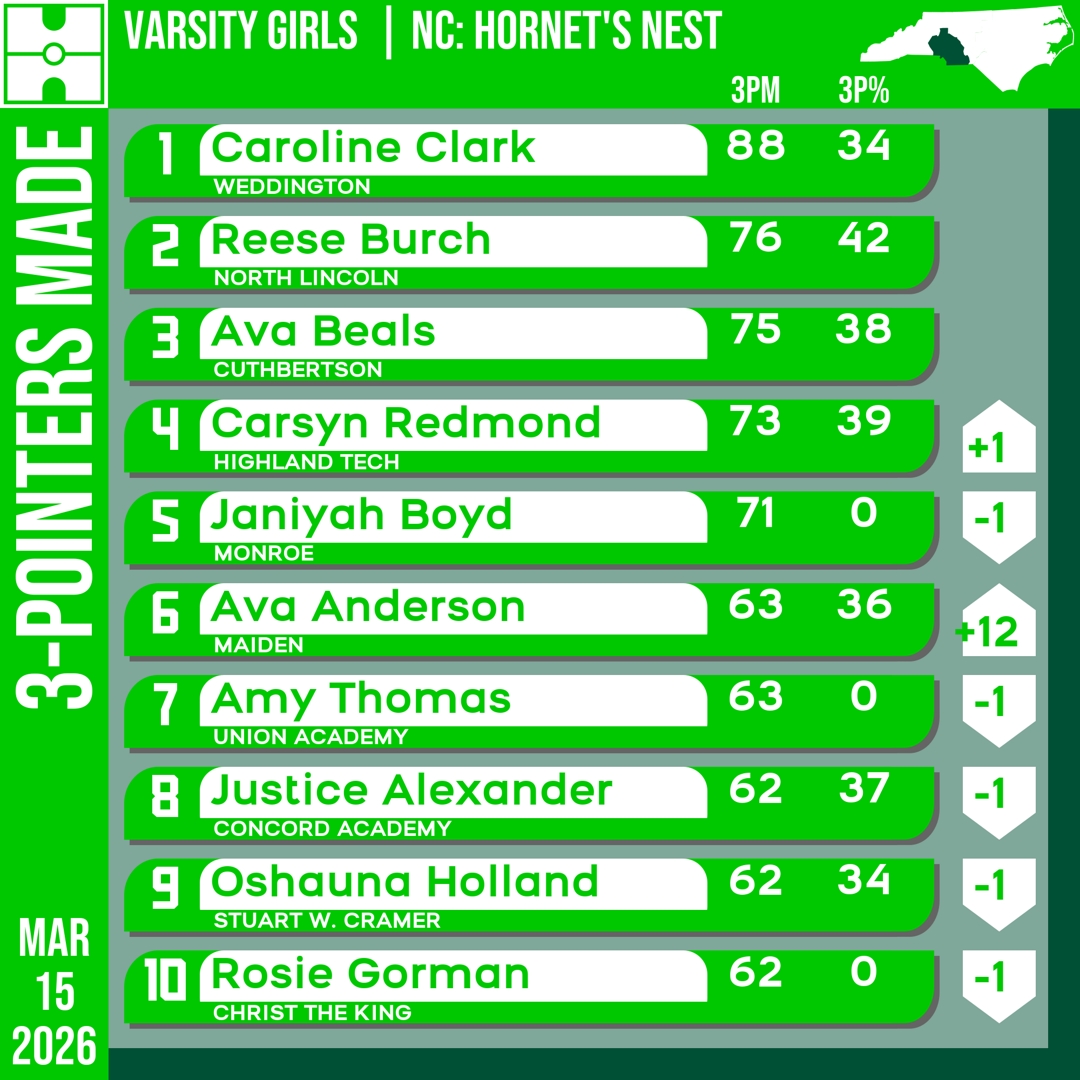 VARSITY GIRLS | NC: HORNET'S NEST
3PM 3P%
3-POINTERS MADE
1 Caroline Clark 88 34
WEDDINGTON
2 Reese Burch 76 42
NORTH LINCOLN
3 Ava Beals 75 38
CUTHBERTSON
4 Carsyn Redmond 73 39 +1
HIGHLAND TECH
5 Janiyah Boyd 71 0 -1
MONROE
6 Ava Anderson 63 36 +12
MAIDEN
7 Amy Thomas 63 0 -1
UNION ACADEMY
8 Justice Alexander 62 37 -1
CONCORD ACADEMY
9 Oshauna Holland 62 34 -1
STUART W. CRAMER
10 Rosie Gorman 62 0 -1
CHRIST THE KING
MAR
15
2026